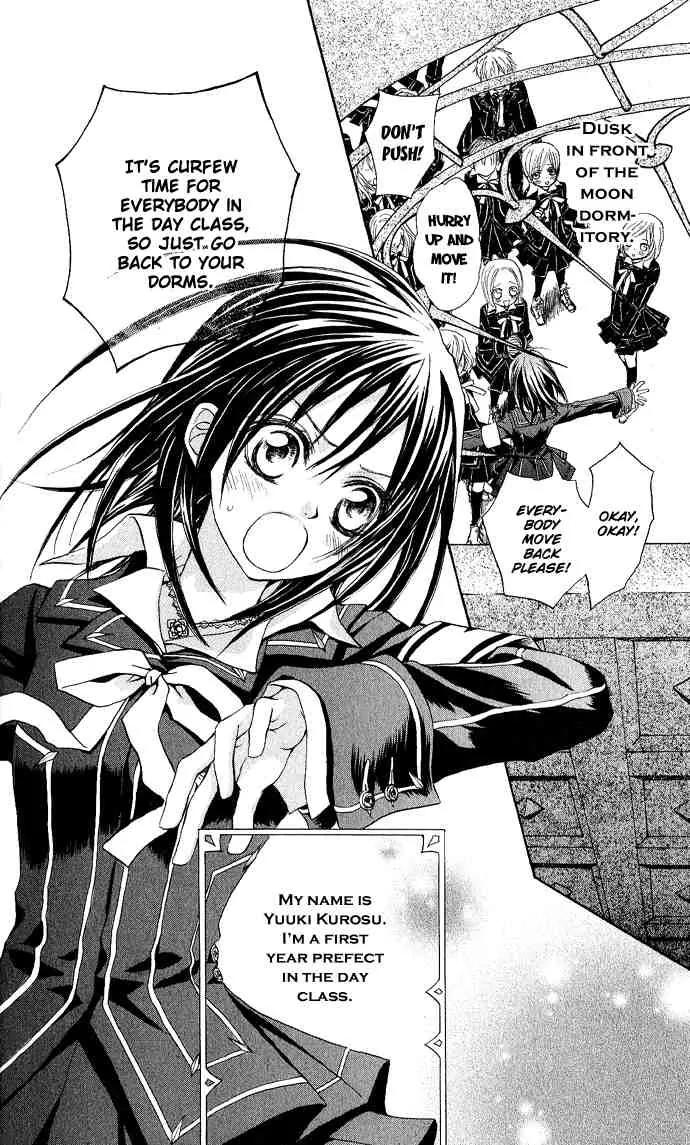 DUSK
IN FRONT
OF THE
MOON
DORM-
ITORY.
DON'T
PUSH!
HURRY
UP AND
MOVE
IT!
OKAY,
OKAY!
EVERY-
BODY
MOVE
BACK
PLEASE!
IT'S CURFEW
TIME FOR
EVERYBODY IN
THE DAY CLASS,
SO JUST GO
BACK TO YOUR
DORMS.
MY NAME IS
YUUKI KUROSU.
I'M A FIRST
YEAR PREFECT
IN THE DAY
CLASS.